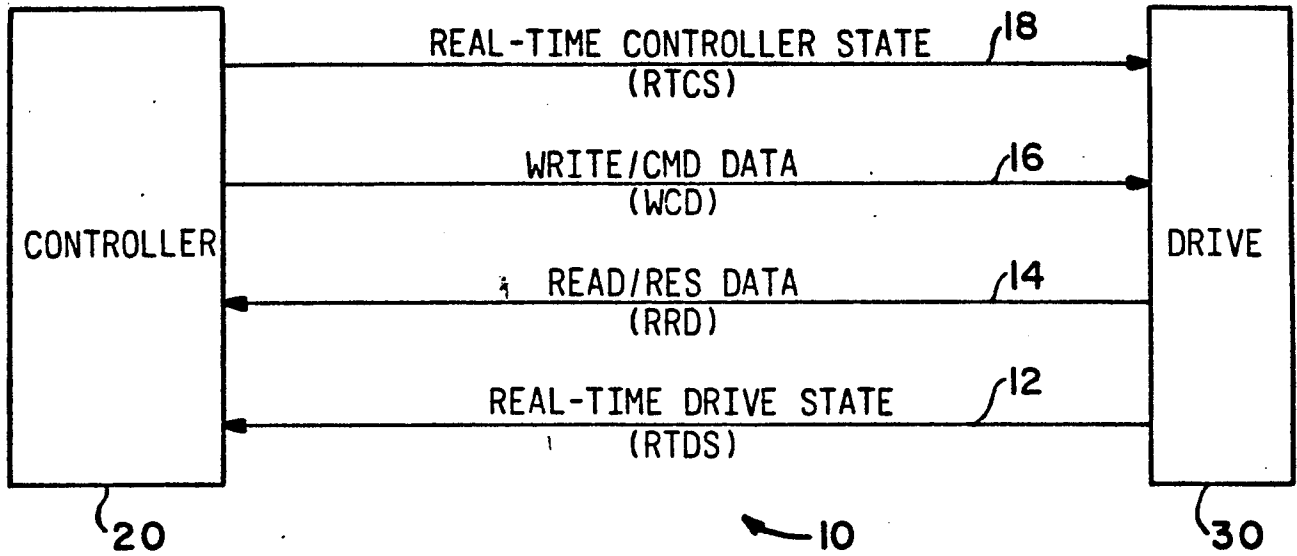 REAL-TIME CONTROLLER STATE
18
(RTCS)
WRITE/CMD DATA
16
(WCD)
CONTROLLER
DRIVE
READ/RES DATA
14
(RRD)
REAL-TIME DRIVE STATE
12
(RTDS)
20
10
30